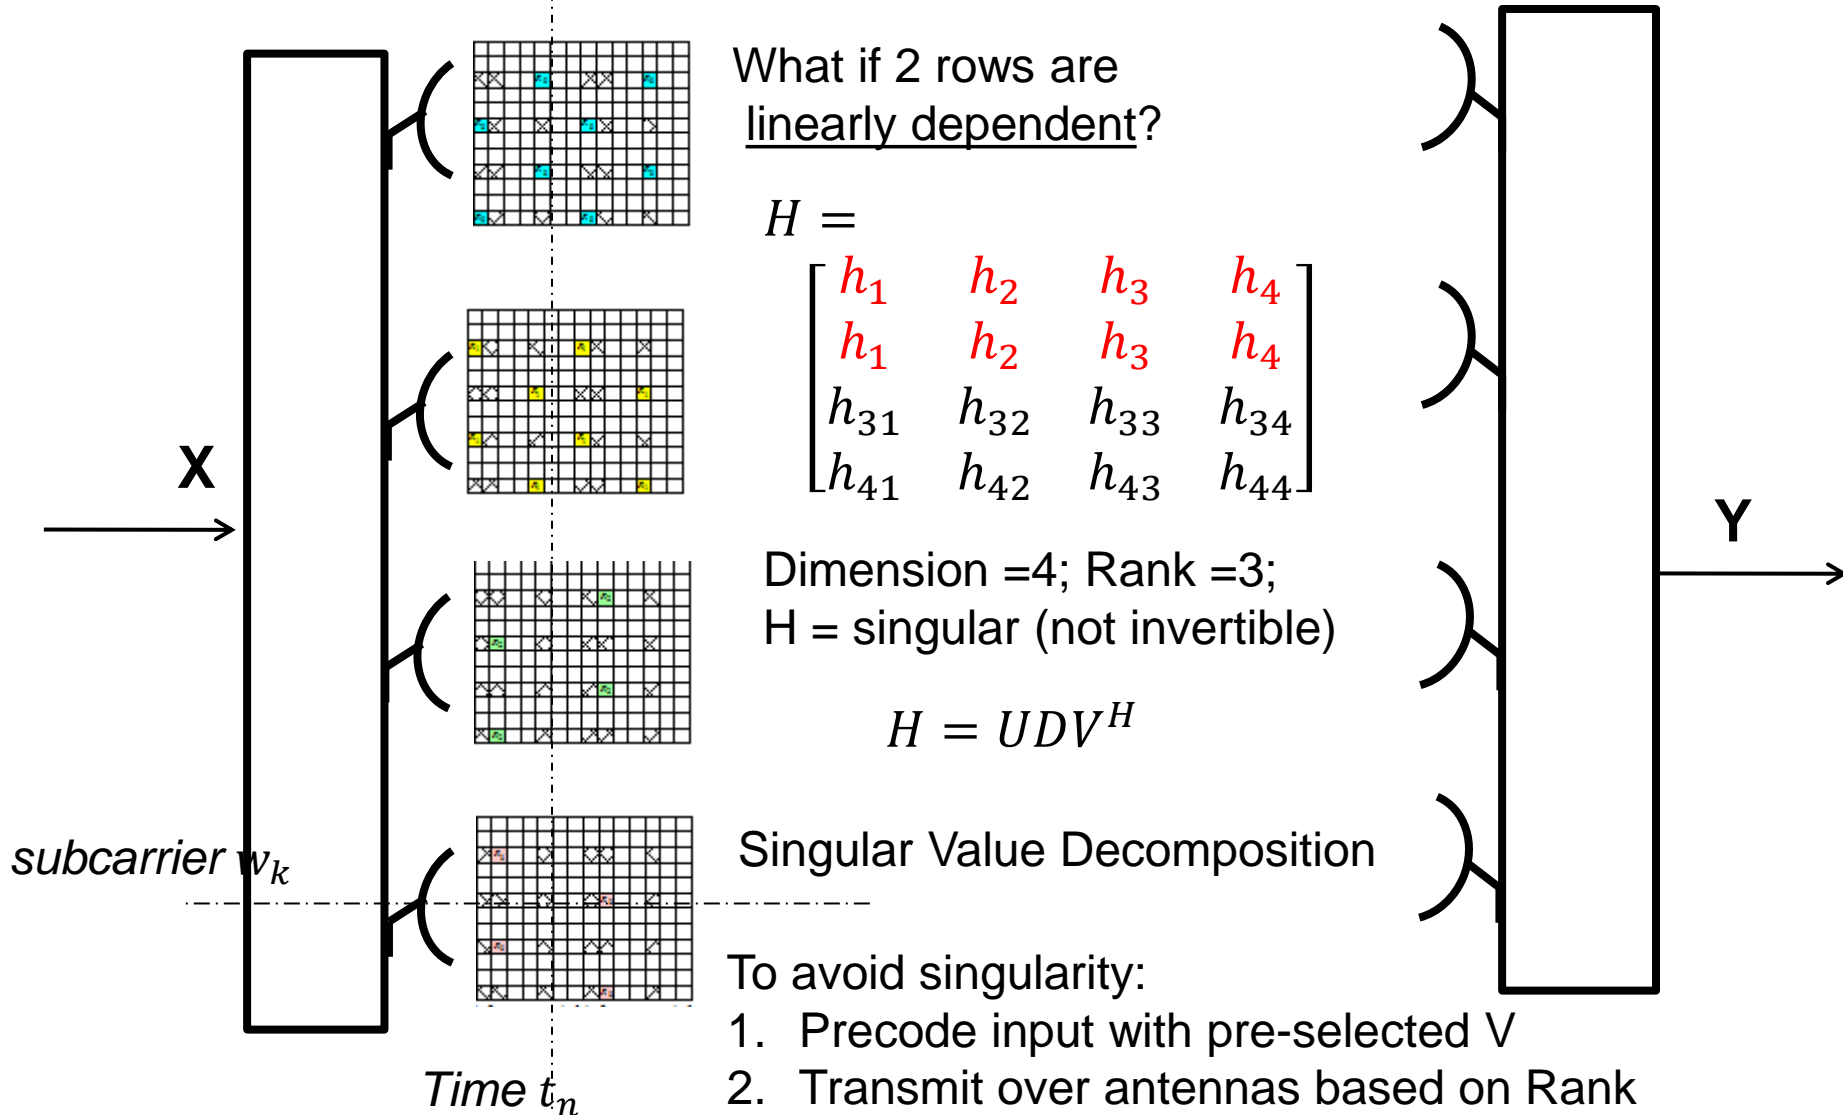 What if 2 rows are
linearly dependent?
H =
h₁ h₂ h₃ h₄
h₁ h₂ h₃ h₄
h₃₁ h₃₂ h₃₃ h₃₄
h₄₁ h₄₂ h₄₃ h₄₄
X
Y
Dimension =4; Rank =3;
H = singular (not invertible)
H = UDVᴴ
subcarrier wₖ
Singular Value Decomposition
To avoid singularity:
1. Precode input with pre-selected V
2. Transmit over antennas based on Rank
Time tₙ